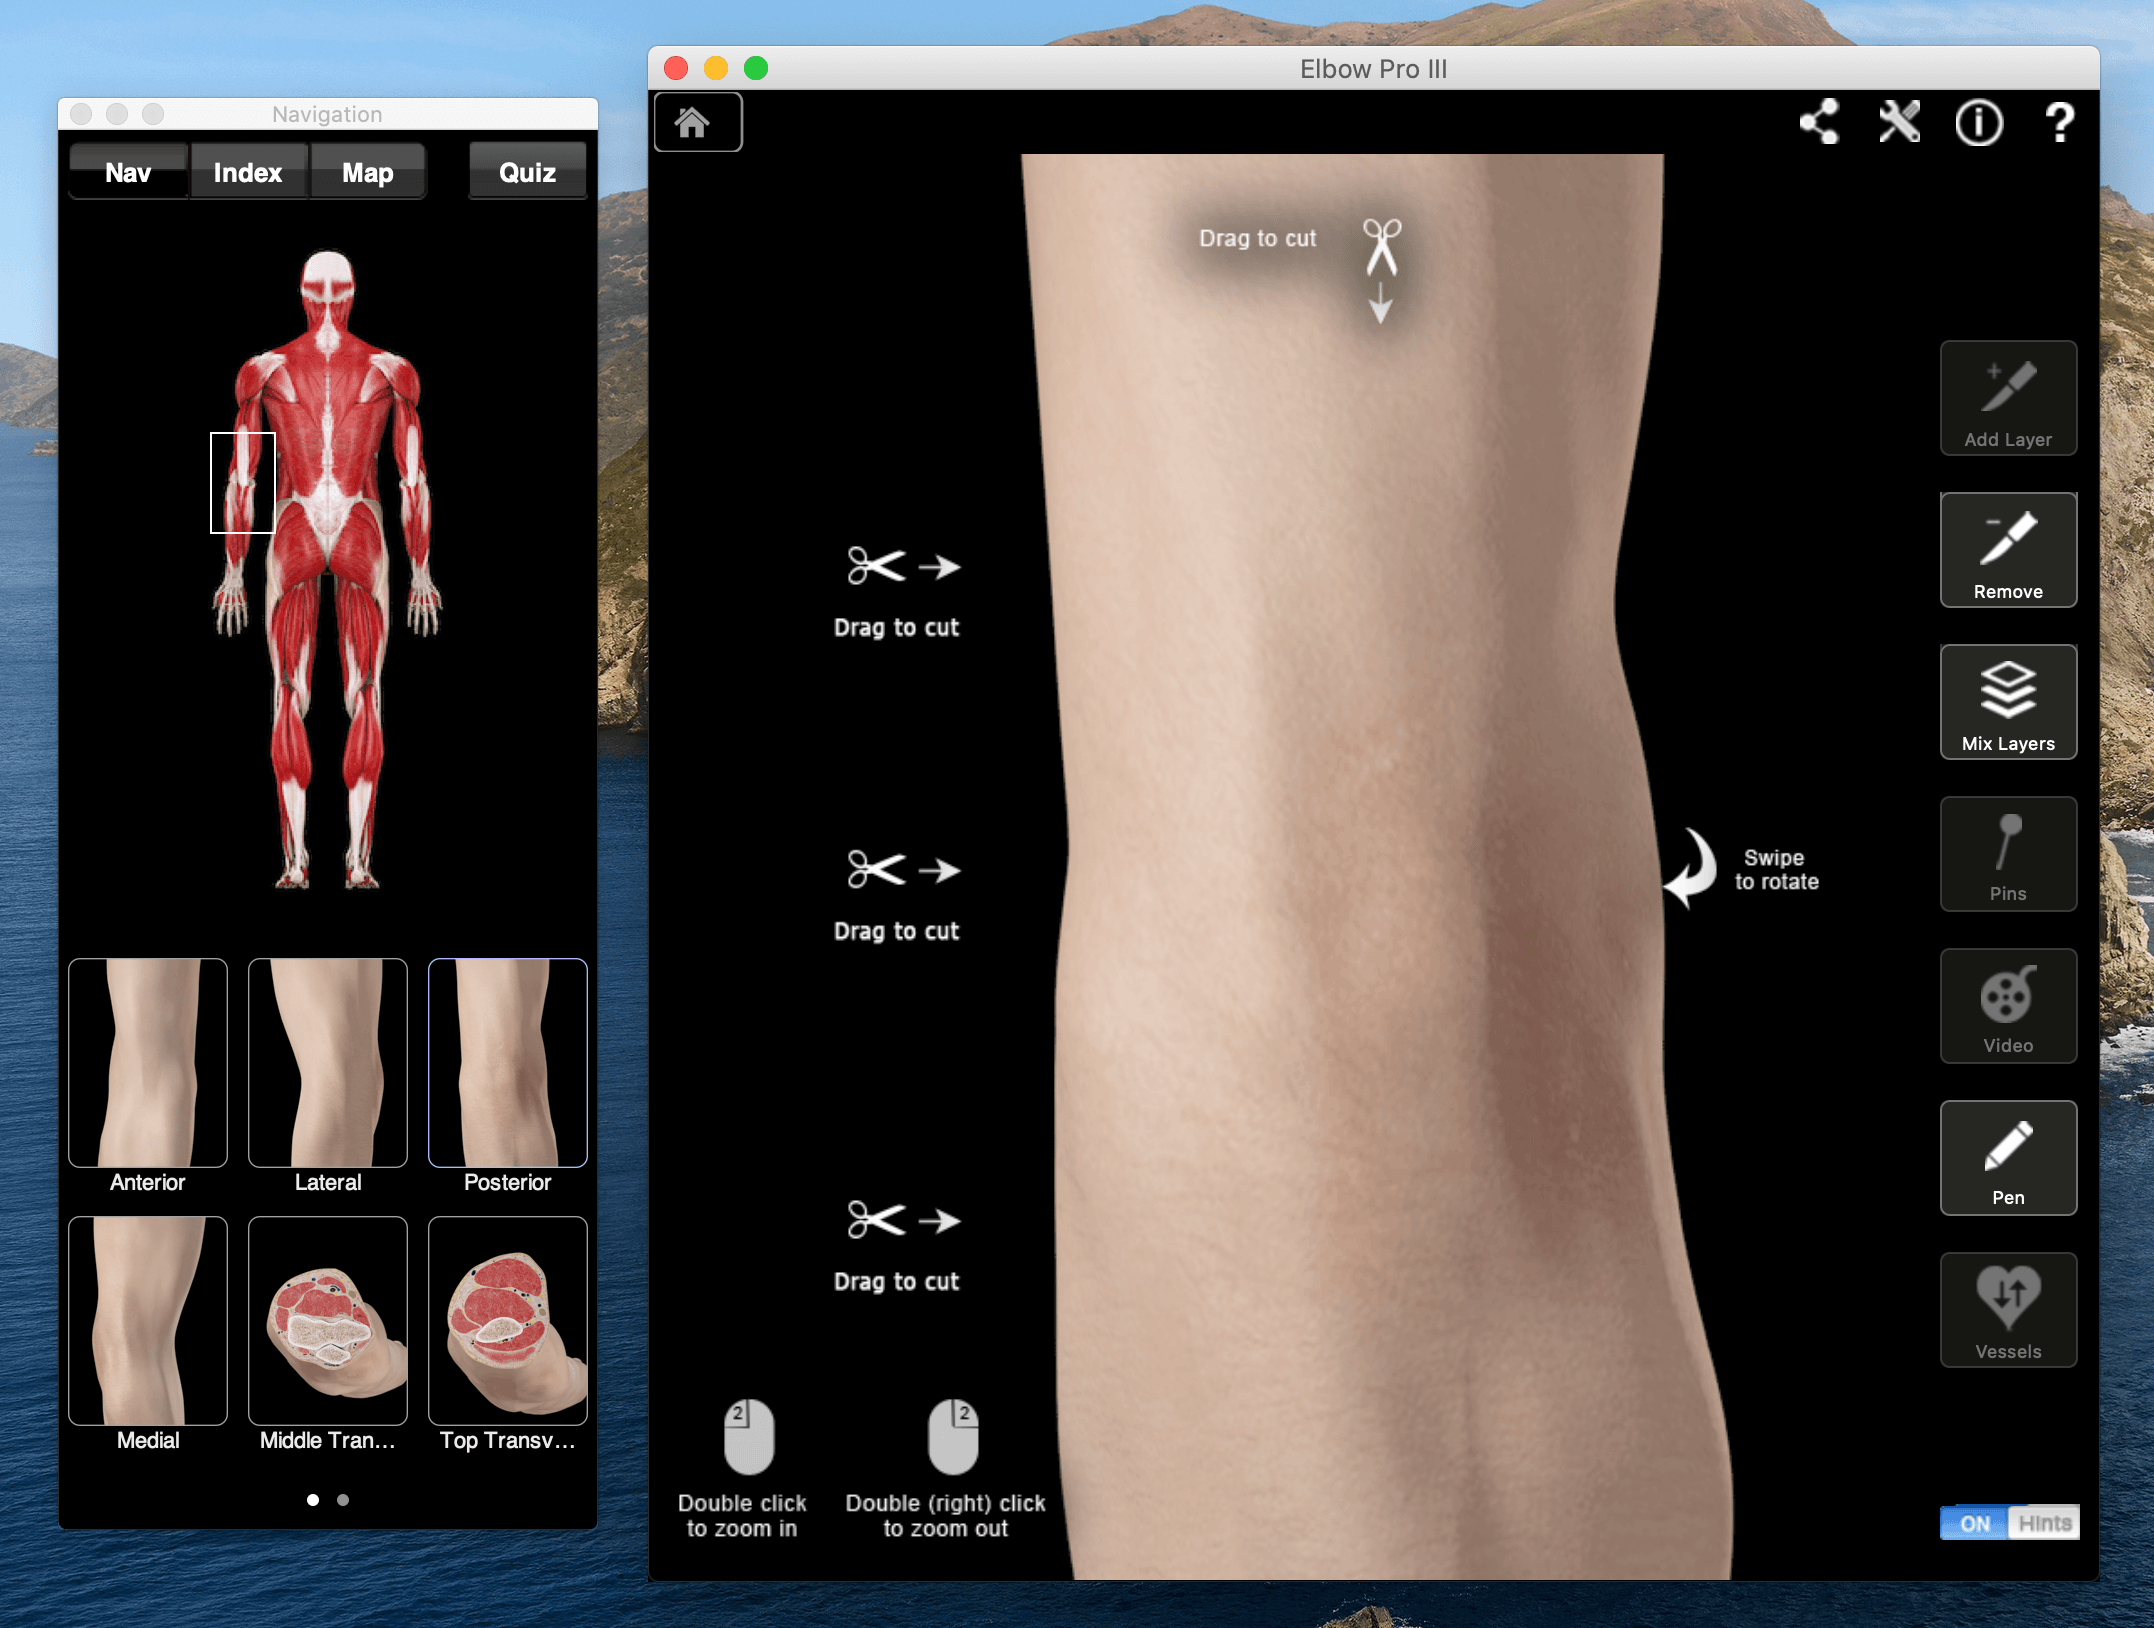 Navigation
Nav
Index
Map
Quiz
Anterior
Lateral
Posterior
Medial
Middle Tran...
Top Transv...
Elbow Pro III
Drag to cut
Drag to cut
Drag to cut
Drag to cut
Swipe
to rotate
2
Double click
to zoom in
2
Double (right) click
to zoom out
Add Layer
Remove
Mix Layers
Pins
Video
Pen
Vessels
ON
Hints